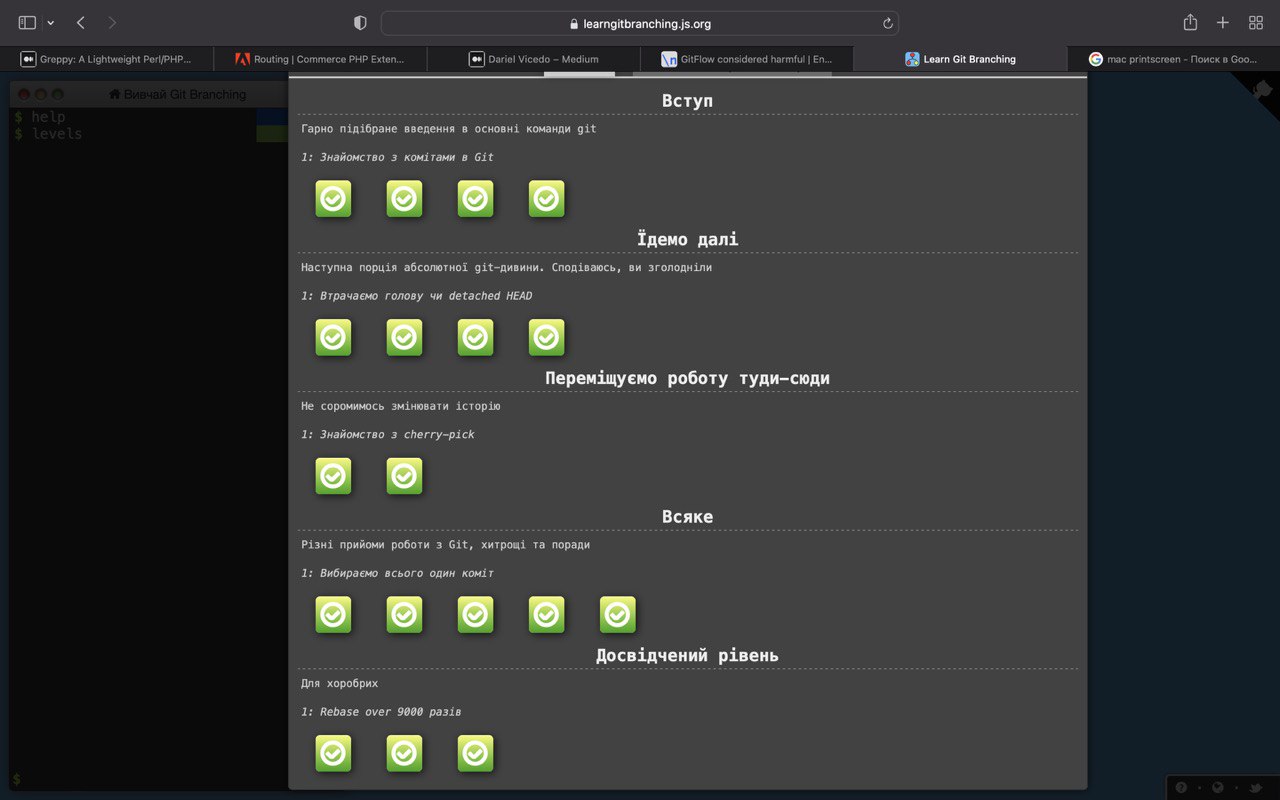 learngitbranching.js.org
Greppy: A Lightweight Perl/PHP...
Routing | Commerce PHP Exten...
Dariel Vicedo – Medium
\n
GitFlow considered harmful | En...
Learn Git Branching
mac printscreen - Поиск в Goo...
Вивчай Git Branching
$ help
$ levels
Вступ
Гарно підібране введення в основні команди git
1: Знайомство з комітами в Git
Їдемо далі
Наступна порція абсолютної git-дивини. Сподіваюсь, ви зголодніли
1: Втрачаємо голову чи detached HEAD
Переміщуємо роботу туди-сюди
Не соромимось змінювати історію
1: Знайомство з cherry-pick
Всяке
Різні прийоми роботи з Git, хитрощі та поради
1: Вибираємо всього один коміт
Досвідчений рівень
Для хоробрих
1: Rebase over 9000 разів
$